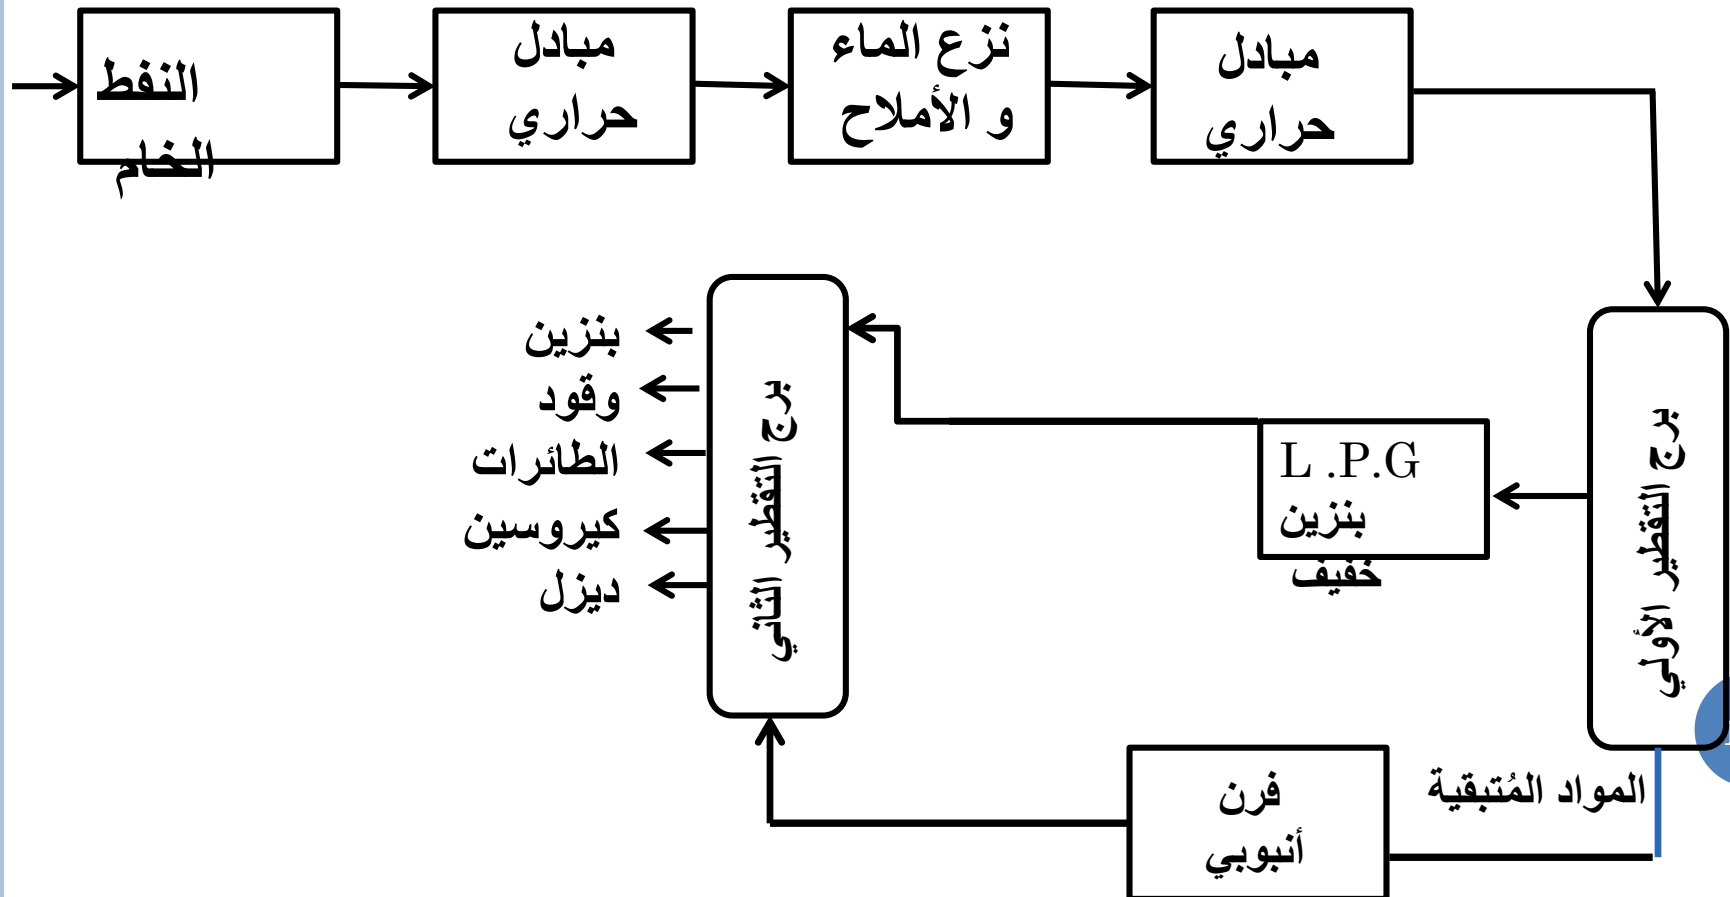 النفط
الخام
مبادل
حراري
نزع الماء
و الأملاح
مبادل
حراري
برج التقطير الأولي
L .P.G
بنزين
خفيف
برج التقطير الثاني
بنزين
وقود
الطائرات
كيروسين
ديزل
المواد المُتبقية
فرن
أنبوبي